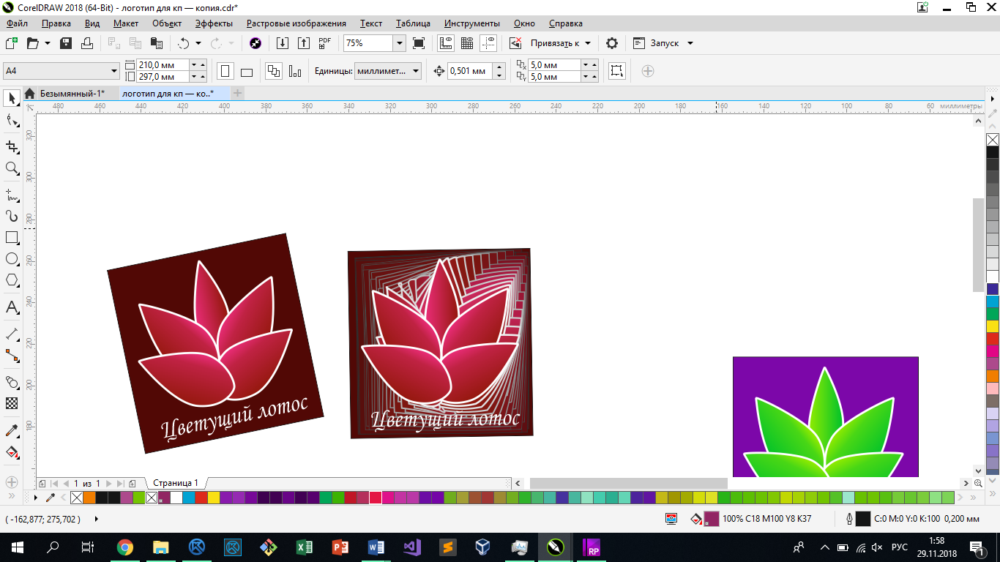 CorelDRAW 2018 (64-Bit) - логотип для кп — копия.cdr*
Файл Правка Вид Макет Объект Эффекты Растровые изображения Текст Таблица Инструменты Окно Справка
PDF 75% Привязать к Запуск
A4 210,0 мм 297,0 мм Единицы: миллимет... 0,501 мм 5,0 мм 5,0 мм
Безымянный-1* логотип для кп — ко..*
480 460 440 420 400 380 360 340 320 300 280 260 240 220 200 180 160 140 120 100 80 60 миллиметры
320
300
280
260
240
220
200
180
Цветущий лотос
Цветущий лотос
1 из 1 Страница 1
( -162,877; 275,702 ) 100% C18 M100 Y8 K37 C:0 M:0 Y:0 K:100 0,200 мм
RP РУС 1:58
29.11.2018 1